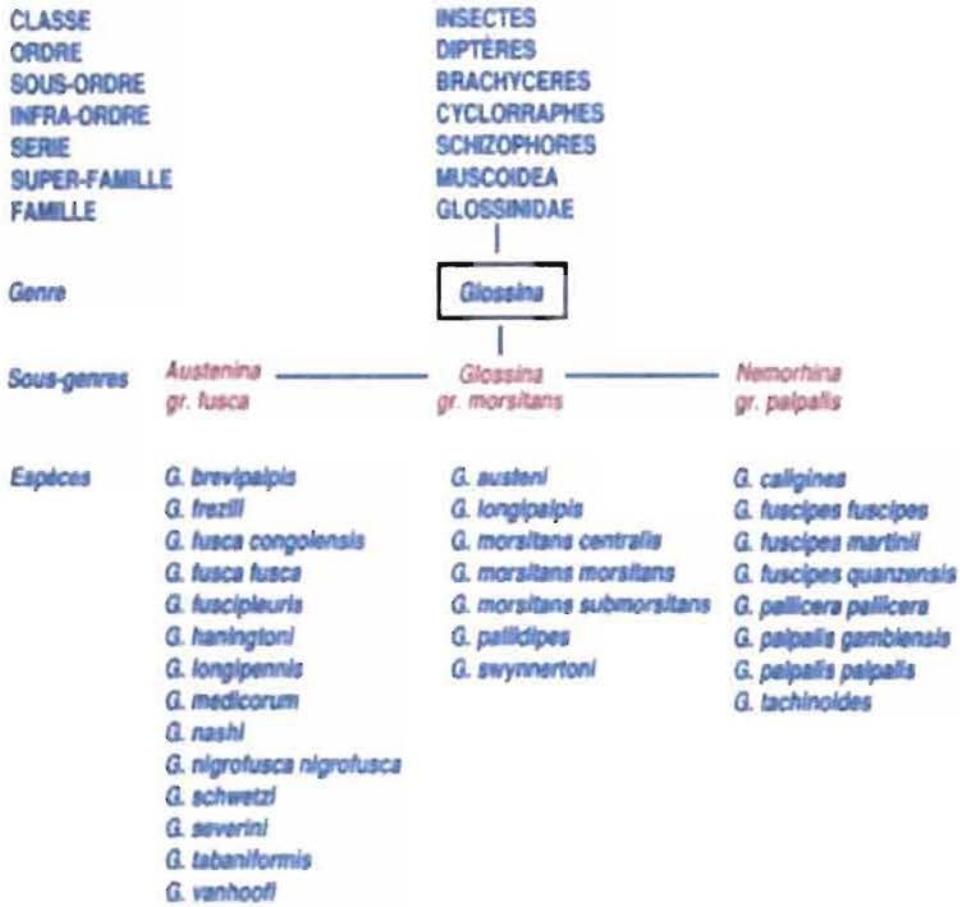 CLASSE INSECTES
ORDRE DIPTÈRES
SOUS-ORDRE BRACHYCERES
INFRA-ORDRE CYCLORRAPHES
SERIE SCHIZOPHORES
SUPER-FAMILLE MUSCOIDEA
FAMILLE GLOSSINIDAE
Genre Glossina
Sous-genres Austenina Glossina Nemorhina
gr. fusca gr. morsitans gr. palpalis
Espèces G. brevipalpis G. austeni G. caliginea
G. frezili G. longipalpis G. fuscipes fuscipes
G. fusca congolensis G. morsitans centralis G. fuscipes martinii
G. fusca fusca G. morsitans morsitans G. fuscipes quanzensis
G. fuscipleuris G. morsitans submorsitans G. pallicera pallicera
G. haningtoni G. pallidipes G. palpalis gambiensis
G. longipennis G. swynnertoni G. palpalis palpalis
G. medicorum G. tachinoides
G. nashi
G. nigrofusca nigrofusca
G. schwetzi
G. severini
G. tabaniformis
G. vanhoofi